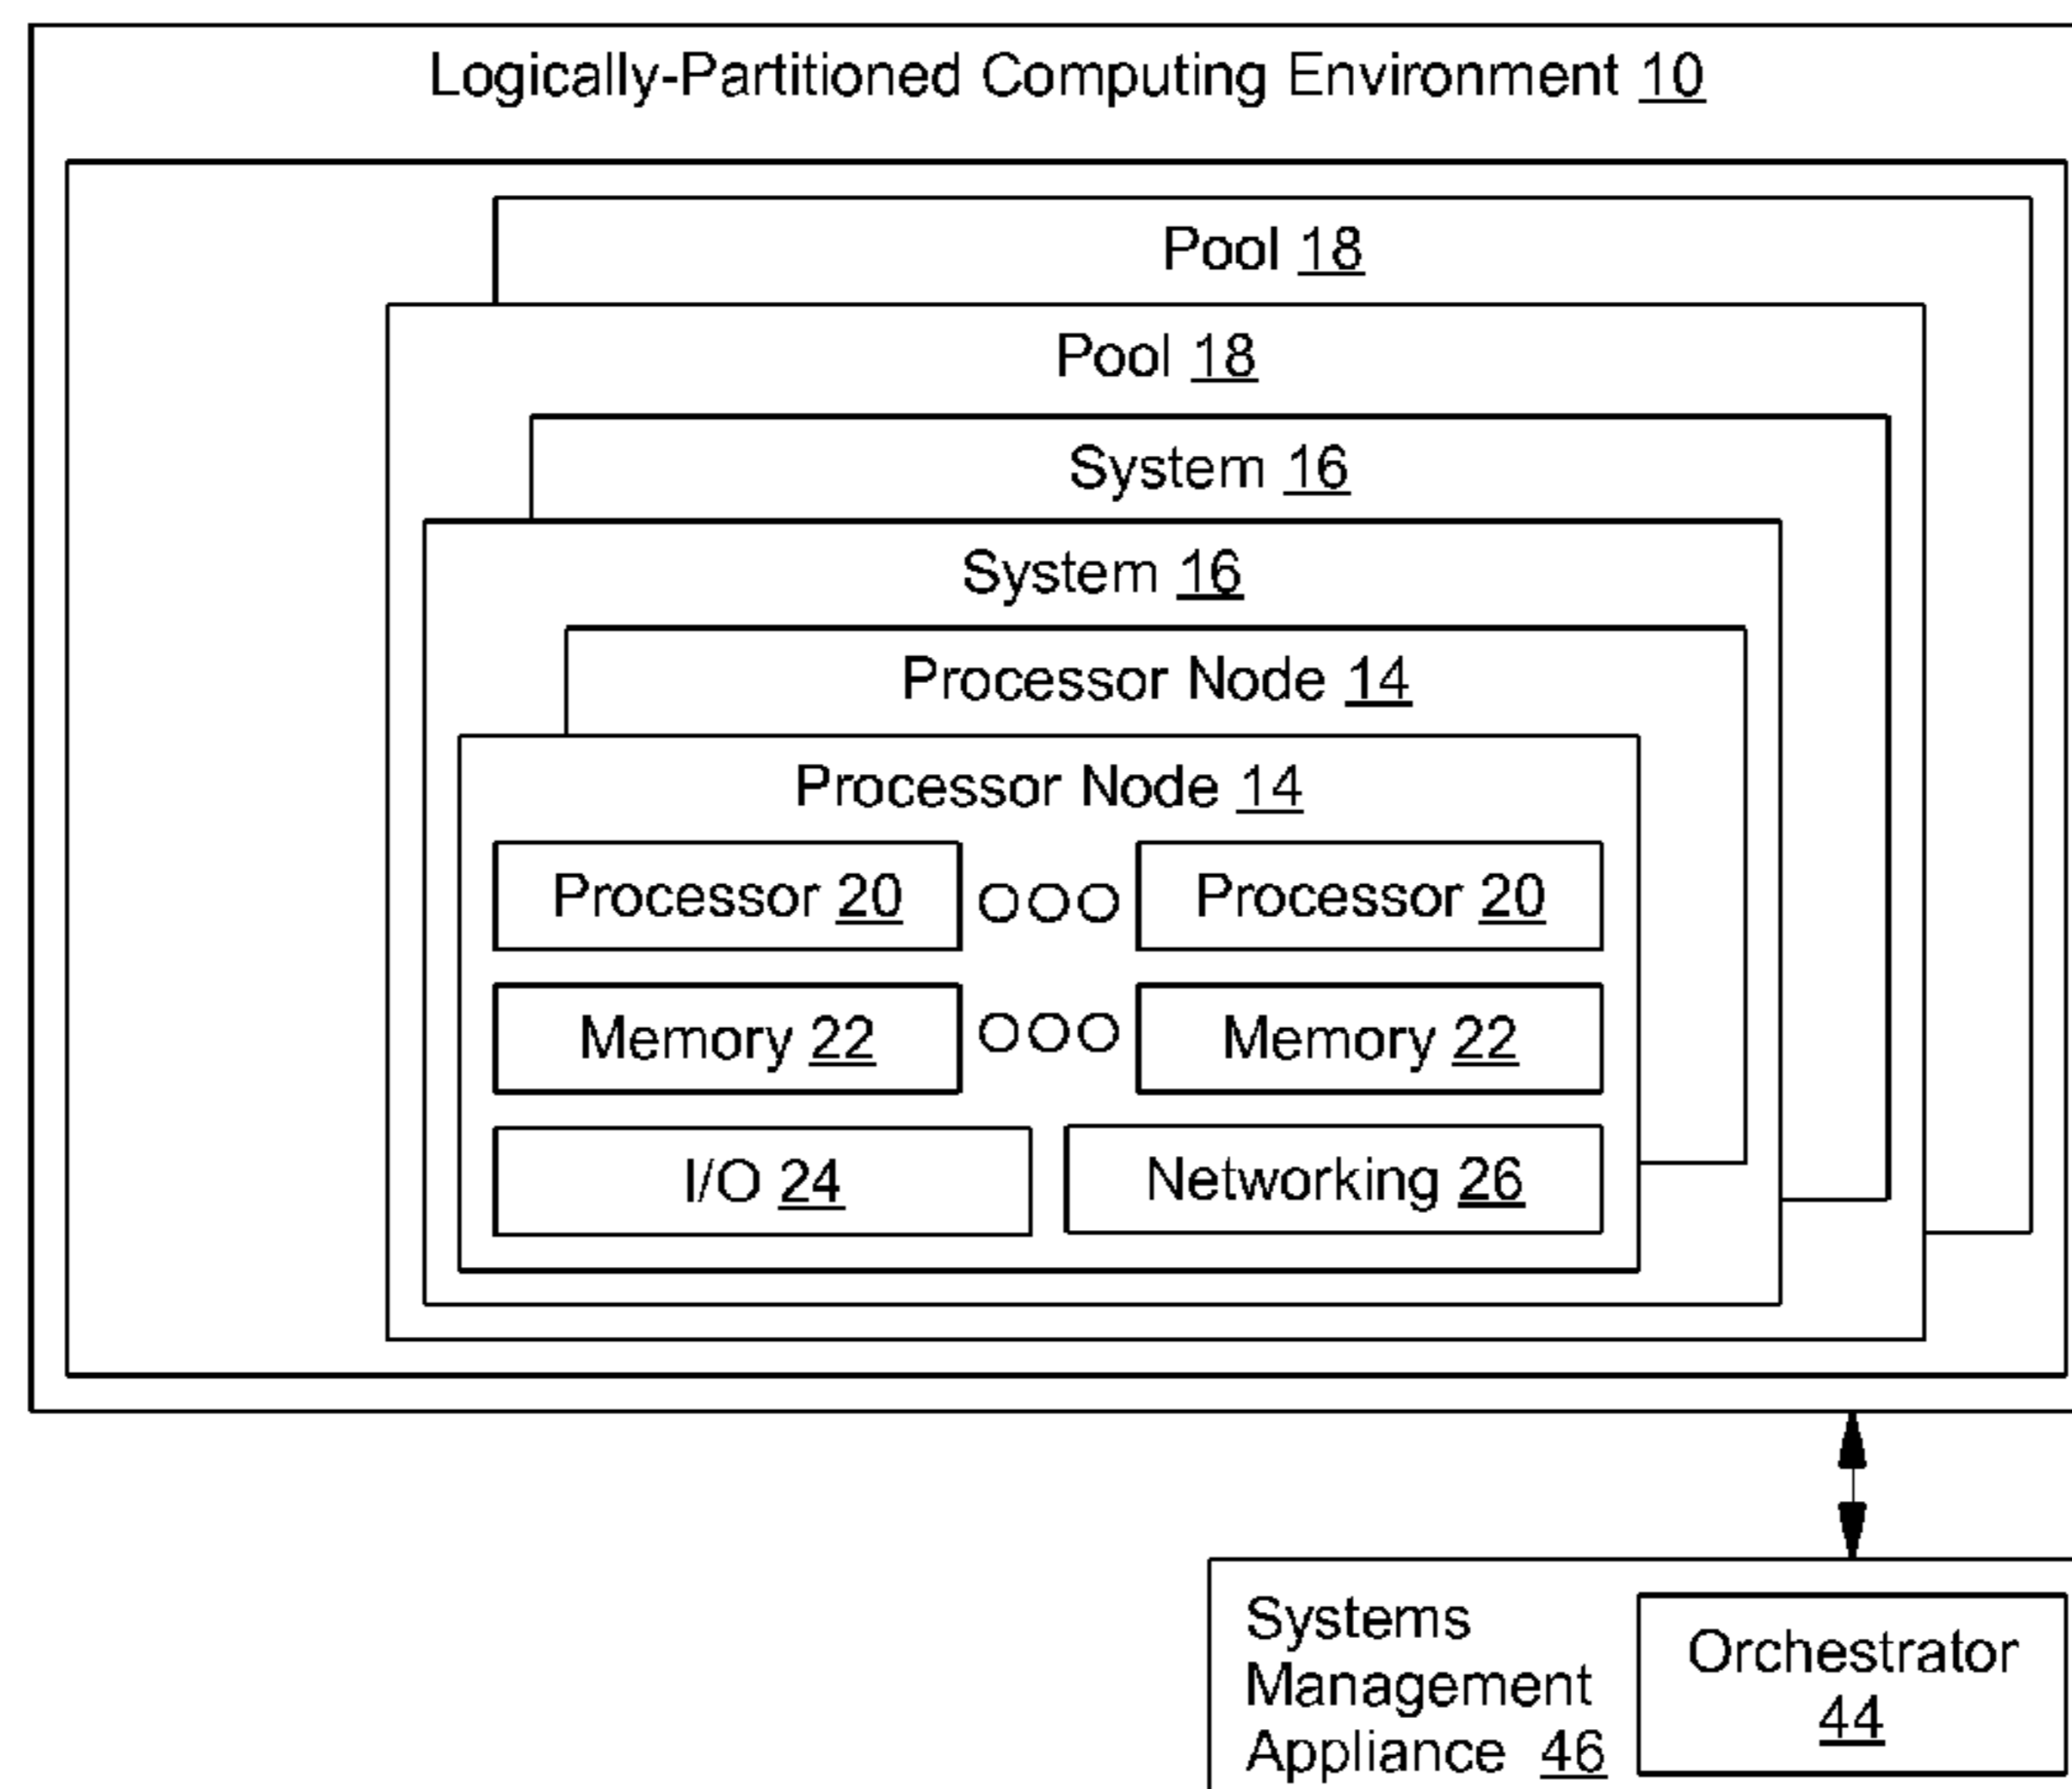 Logically-Partitioned Computing Environment 10
Pool 18
Pool 18
System 16
System 16
Processor Node 14
Processor Node 14
Processor 20 Processor 20
Memory 22 Memory 22
I/O 24 Networking 26
Systems
Management
Appliance 46
Orchestrator
44